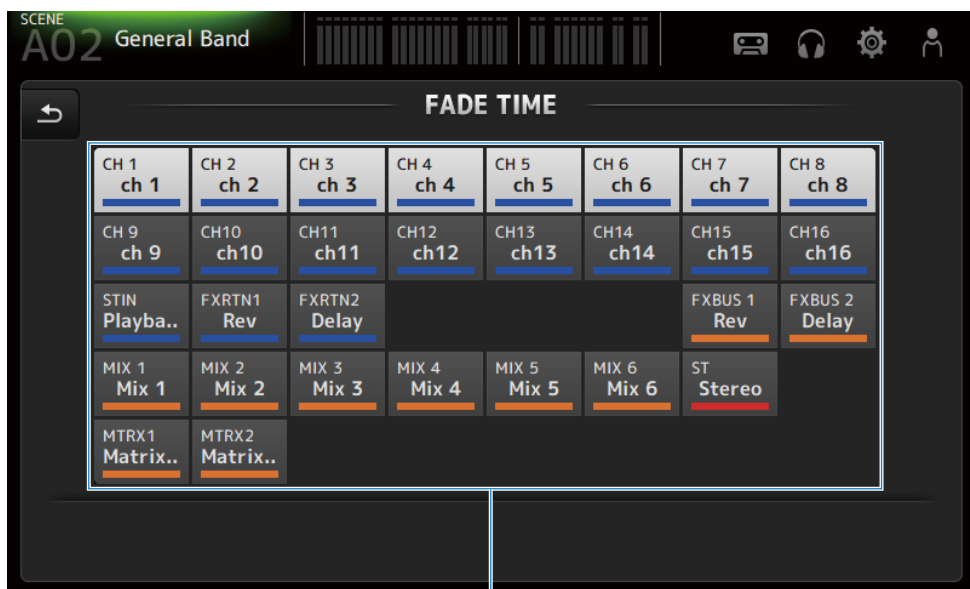 SCENE
A02 General Band
FADE TIME
CH 1 CH 2 CH 3 CH 4 CH 5 CH 6 CH 7 CH 8
ch 1 ch 2 ch 3 ch 4 ch 5 ch 6 ch 7 ch 8
CH 9 CH10 CH11 CH12 CH13 CH14 CH15 CH16
ch 9 ch10 ch11 ch12 ch13 ch14 ch15 ch16
STIN FXRTN1 FXRTN2 FXBUS 1 FXBUS 2
Playba.. Rev Delay Rev Delay
MIX 1 MIX 2 MIX 3 MIX 4 MIX 5 MIX 6 ST
Mix 1 Mix 2 Mix 3 Mix 4 Mix 5 Mix 6 Stereo
MTRX1 MTRX2
Matrix.. Matrix..